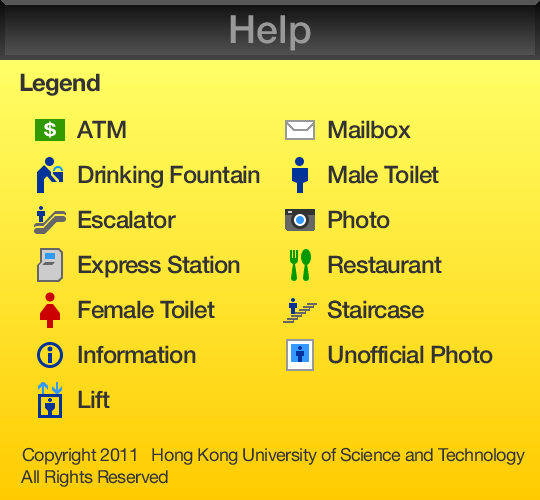 Help
Legend
$ ATM
Drinking Fountain
Escalator
Express Station
Female Toilet
Information
Lift
Mailbox
Male Toilet
Photo
Restaurant
Staircase
Unofficial Photo
Copyright 2011 Hong Kong University of Science and Technology
All Rights Reserved